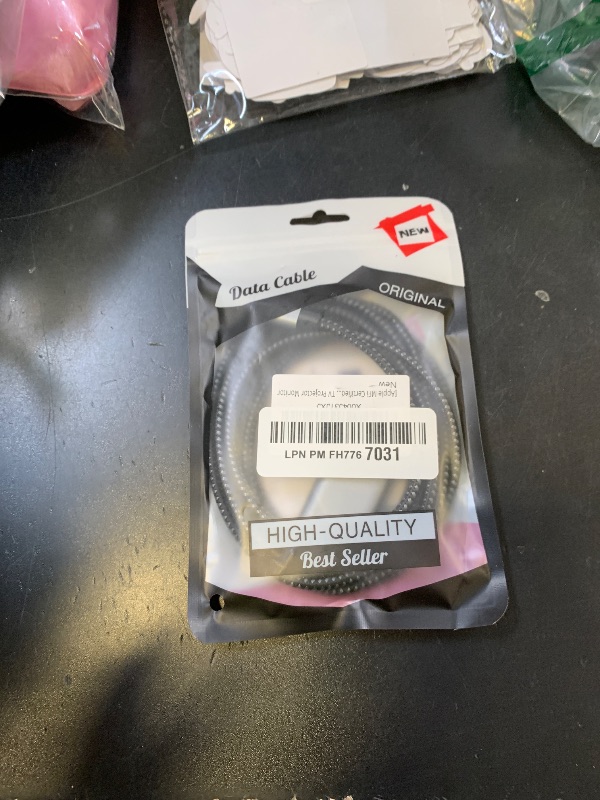 NEW
Data Cable
ORIGINAL
[Apple MFi Certified... TV Projector Monitor
New
LPN PM FH776 7031
HIGH-QUALITY
Best Seller